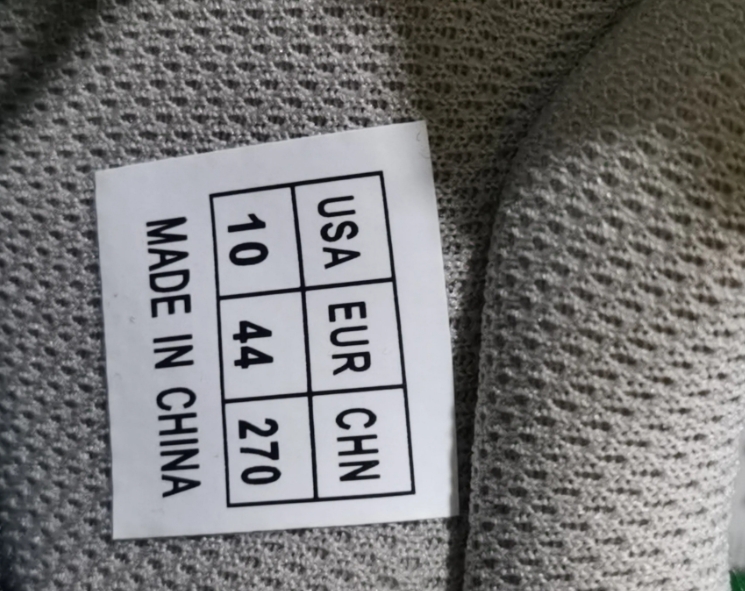 USA EUR CHN
10 44 270
MADE IN CHINA